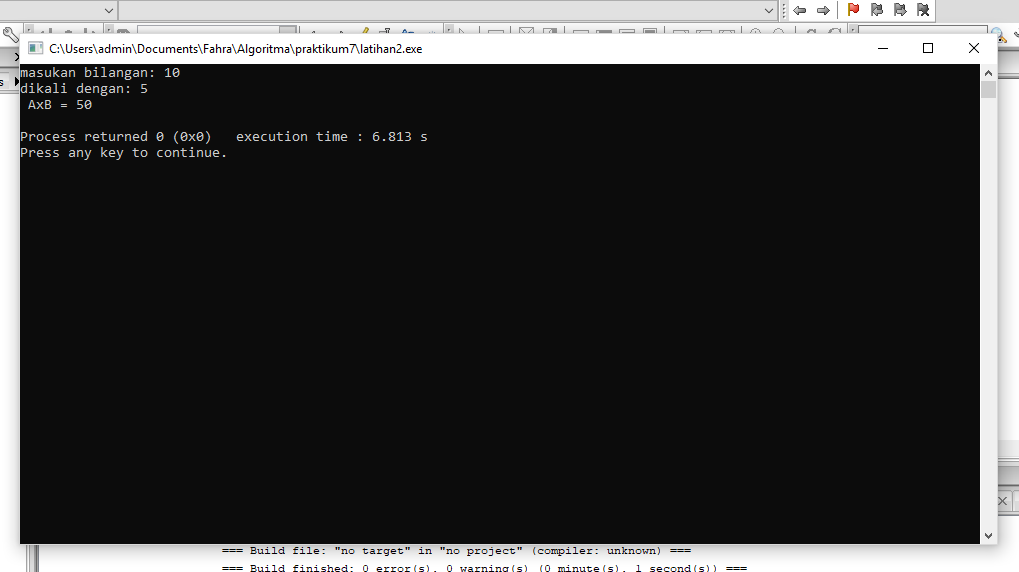 C:\Users\admin\Documents\Fahra\Algoritma\praktikum7\latihan2.exe
masukan bilangan: 10
dikali dengan: 5
AxB = 50
Process returned 0 (0x0)   execution time : 6.813 s
Press any key to continue.
s
=== Build file: "no target" in "no project" (compiler: unknown) ===
=== Build finished: 0 error(s), 0 warning(s) (0 minute(s), 1 second(s)) ===